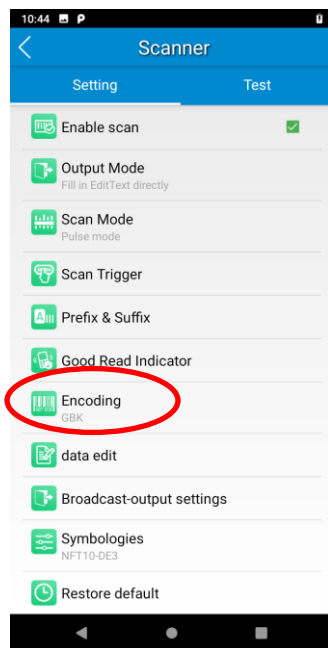 10:44 P
Scanner
Setting Test
Enable scan
Output Mode
Fill in EditText directly
Scan Mode
Pulse mode
Scan Trigger
Prefix & Suffix
Good Read Indicator
Encoding
GBK
data edit
Broadcast-output settings
Symbologies
NFT10-DE3
Restore default